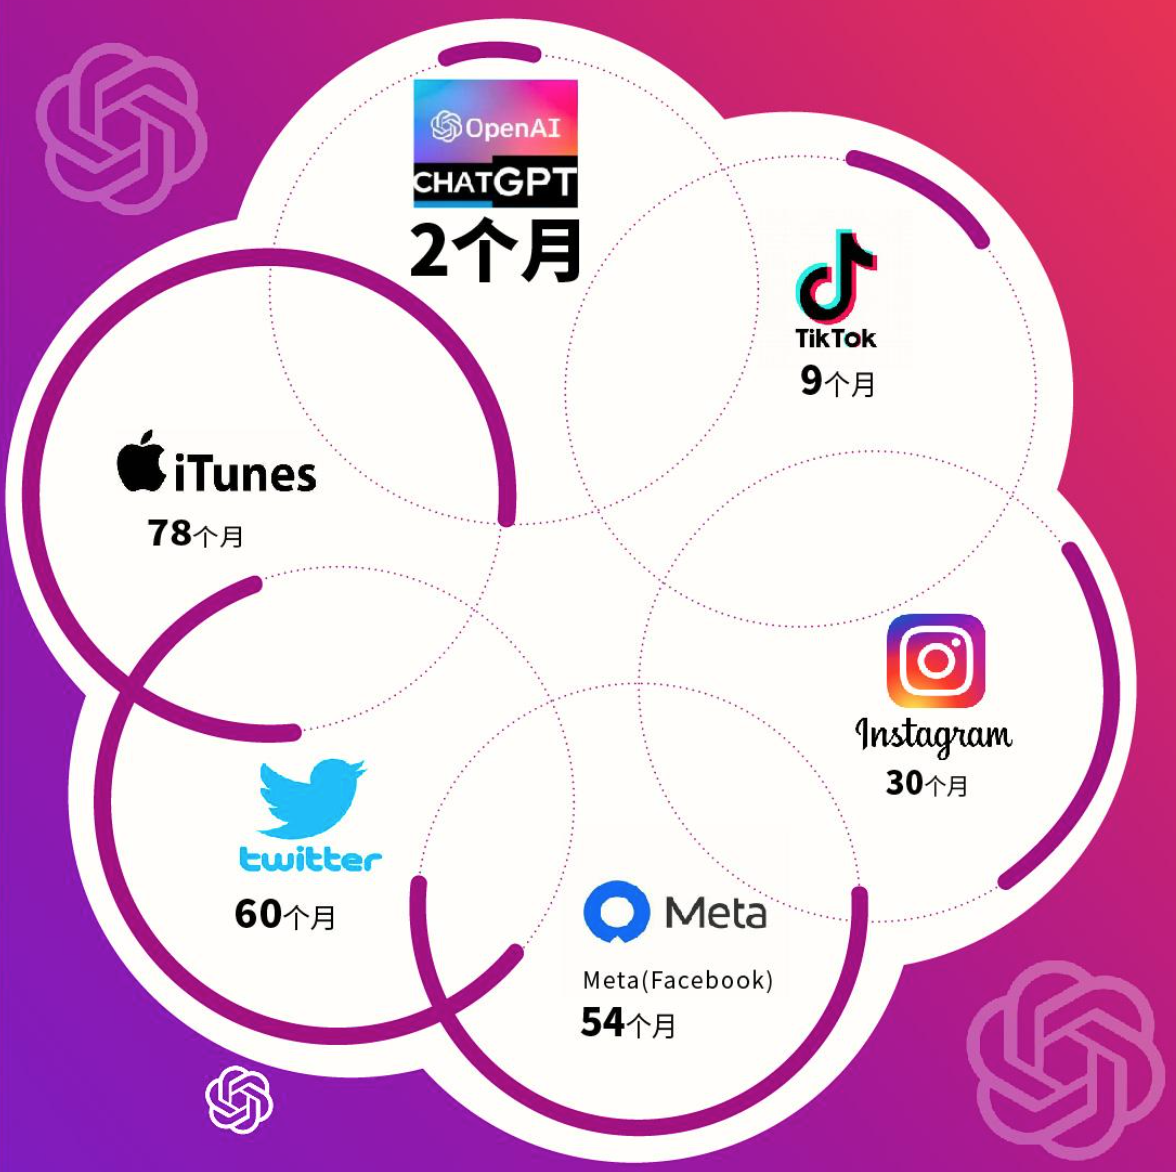 OpenAI
CHATGPT
2个月
TikTok
9个月
iTunes
78个月
Instagram
30个月
twitter
60个月
Meta
Meta(Facebook)
54个月